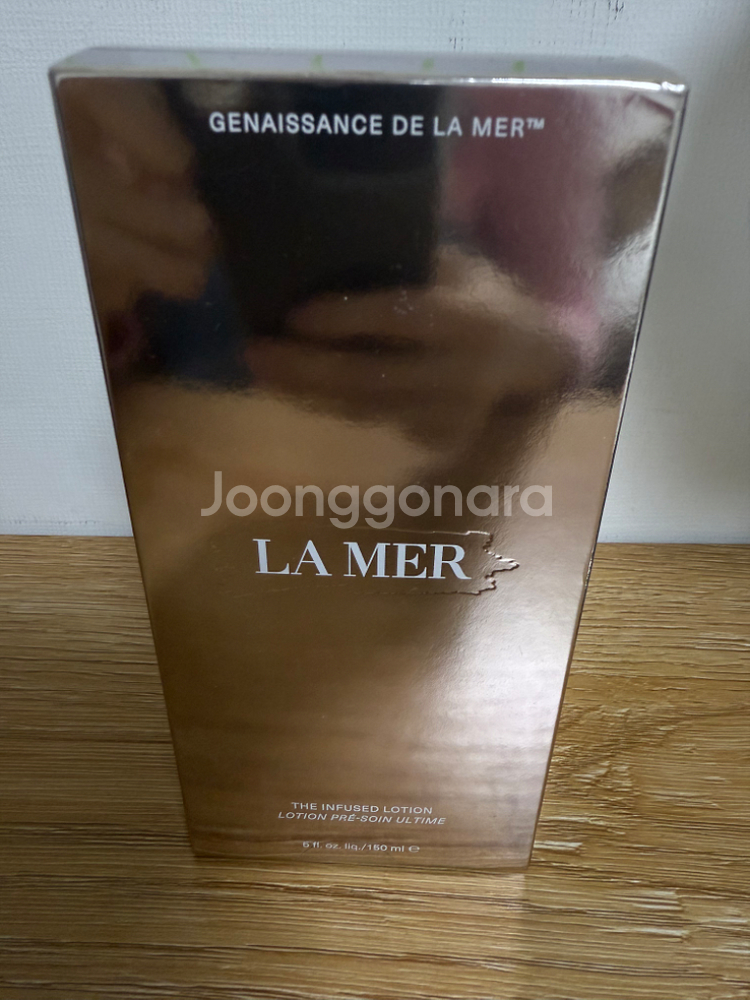 GENAISSANCE DE LA MER™
Joonggonara
LA MER
THE INFUSED LOTION
LOTION PRÉ-SOIN ULTIME
5 fl. oz. liq./150 ml ℮